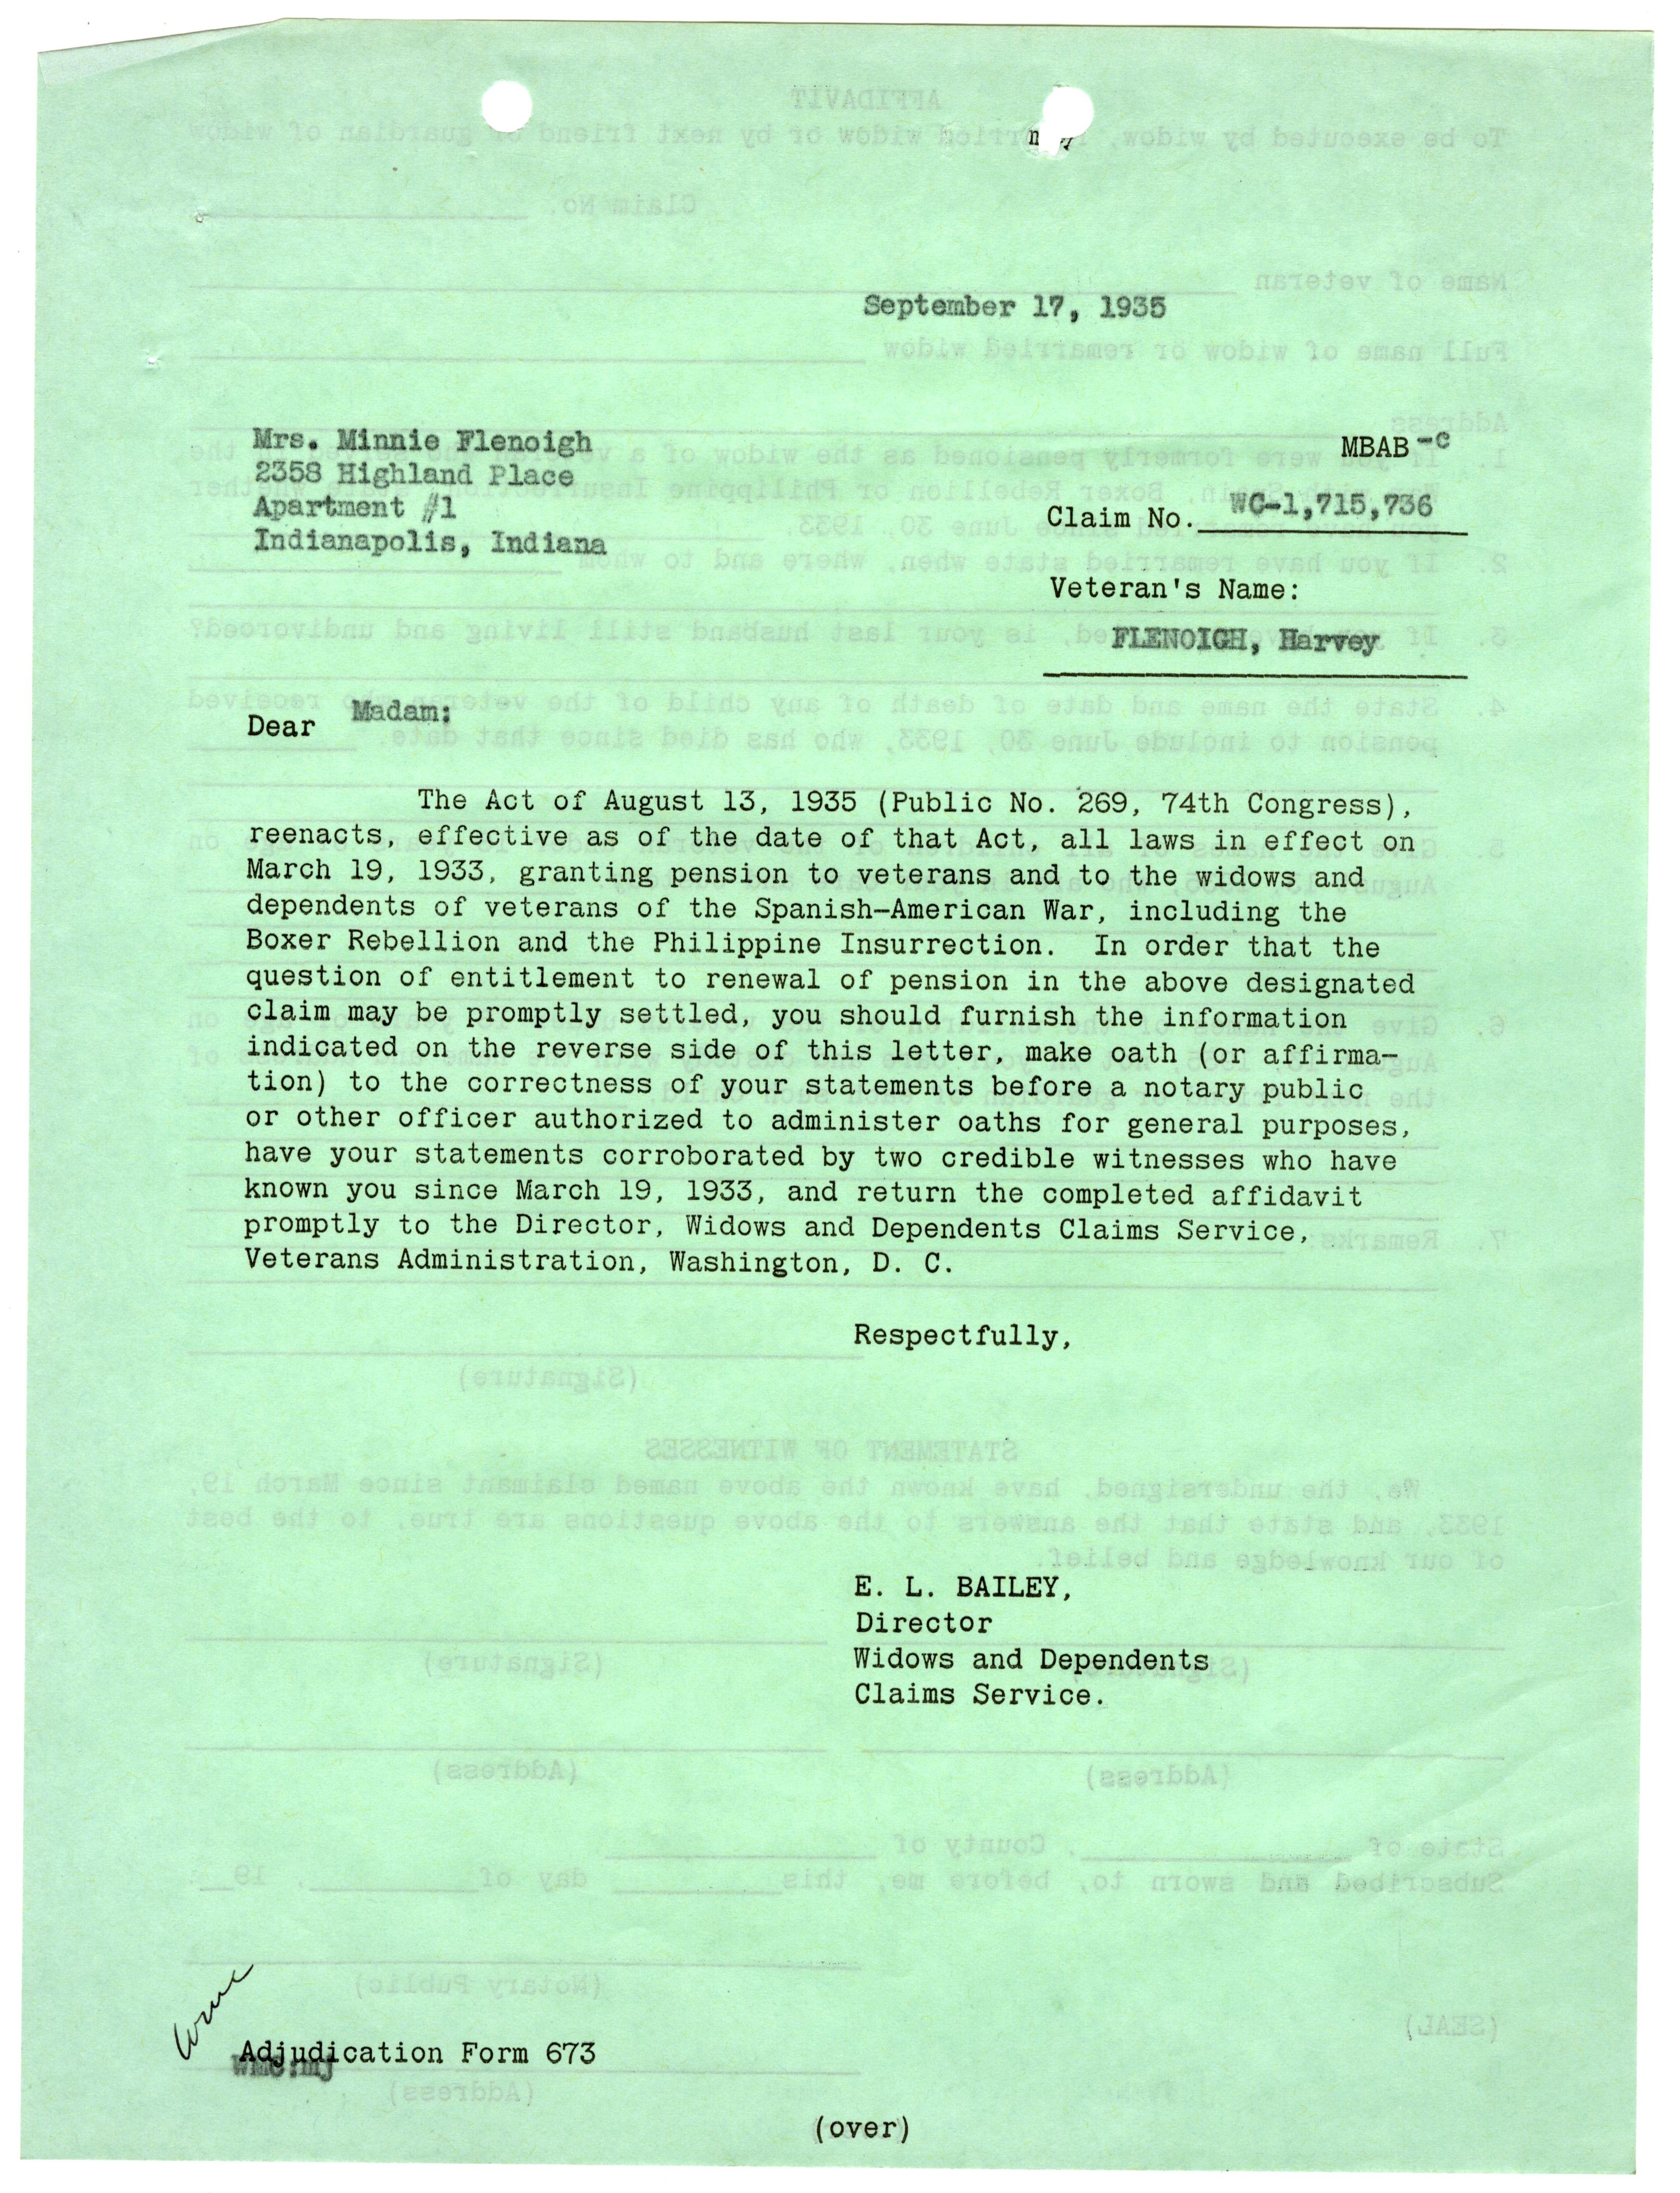 September 17, 1935
Mrs. Minnie Flenoigh
2358 Highland Place
Apartment #1
Indianapolis, Indiana
MBAB-c
Claim No. WC-1,715,736
Veteran's Name:
FLENOIGH, Harvey
Dear Madam:
The Act of August 13, 1935 (Public No. 269, 74th Congress),
reenacts, effective as of the date of that Act, all laws in effect on
March 19, 1933, granting pension to veterans and to the widows and
dependents of veterans of the Spanish-American War, including the
Boxer Rebellion and the Philippine Insurrection. In order that the
question of entitlement to renewal of pension in the above designated
claim may be promptly settled, you should furnish the information
indicated on the reverse side of this letter, make oath (or affirma-
tion) to the correctness of your statements before a notary public
or other officer authorized to administer oaths for general purposes,
have your statements corroborated by two credible witnesses who have
known you since March 19, 1933, and return the completed affidavit
promptly to the Director, Widows and Dependents Claims Service,
Veterans Administration, Washington, D. C.
Respectfully,
E. L. BAILEY,
Director
Widows and Dependents
Claims Service.
Adjudication Form 673
WMC:mj
(over)